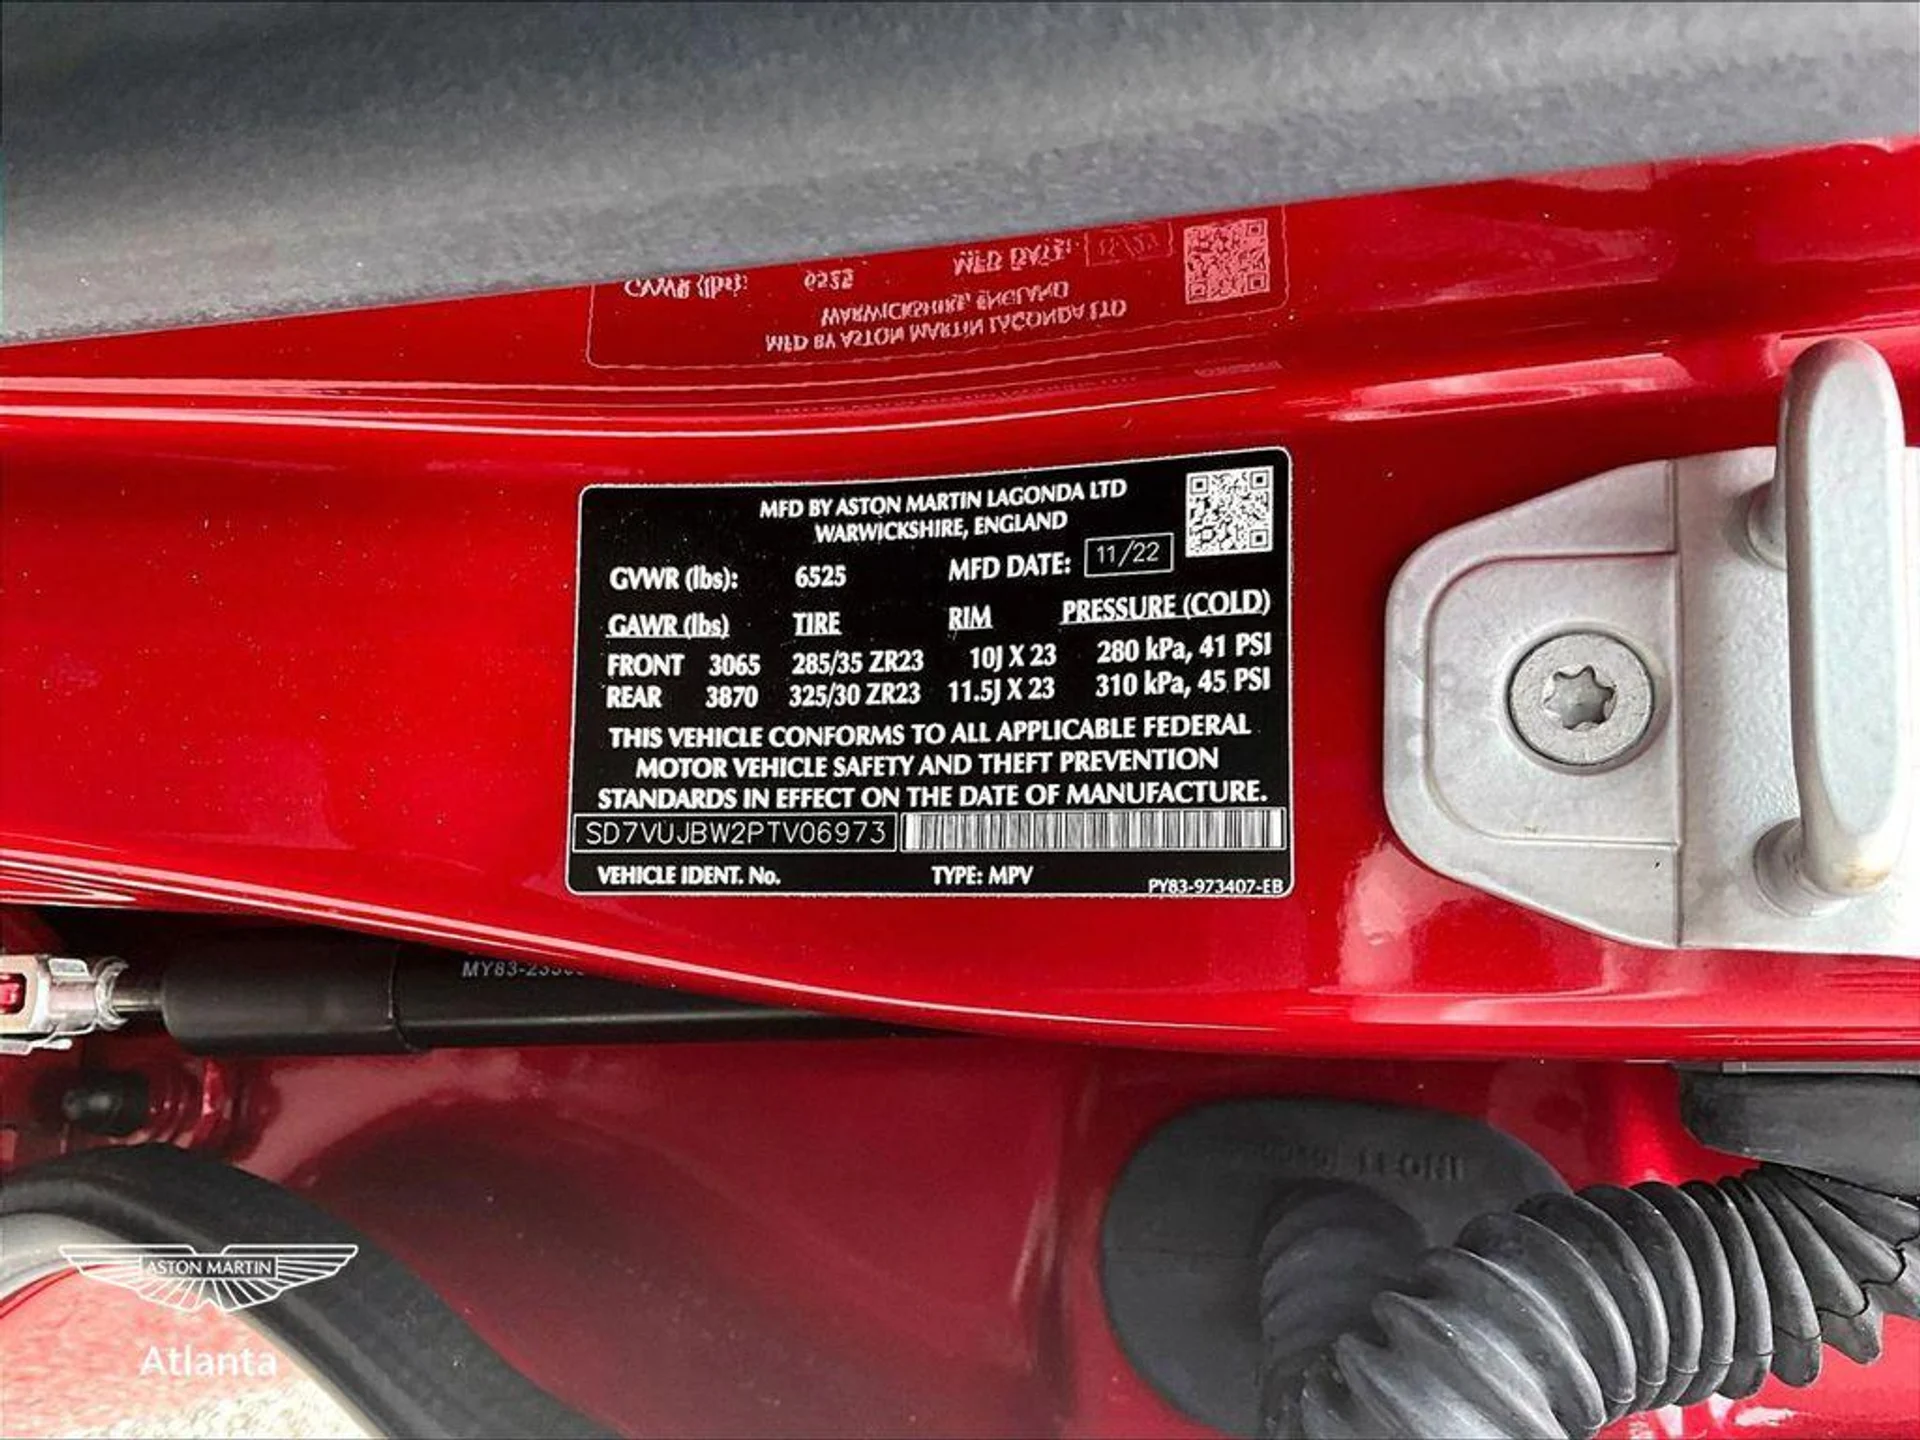 MFD BY ASTON MARTIN LAGONDA LTD
WARWICKSHIRE, ENGLAND
GVWR (lbs): 6525 MFD DATE: 11/22
GAWR (lbs) TIRE RIM PRESSURE (COLD)
FRONT 3065 285/35 ZR23 10J X 23 280 kPa, 41 PSI
REAR 3870 325/30 ZR23 11.5J X 23 310 kPa, 45 PSI
THIS VEHICLE CONFORMS TO ALL APPLICABLE FEDERAL
MOTOR VEHICLE SAFETY AND THEFT PREVENTION
STANDARDS IN EFFECT ON THE DATE OF MANUFACTURE.
SD7VUJBW2PTV06973
VEHICLE IDENT. No. TYPE: MPV PY83-973407-EB
LEONI
ASTON MARTIN
Atlanta